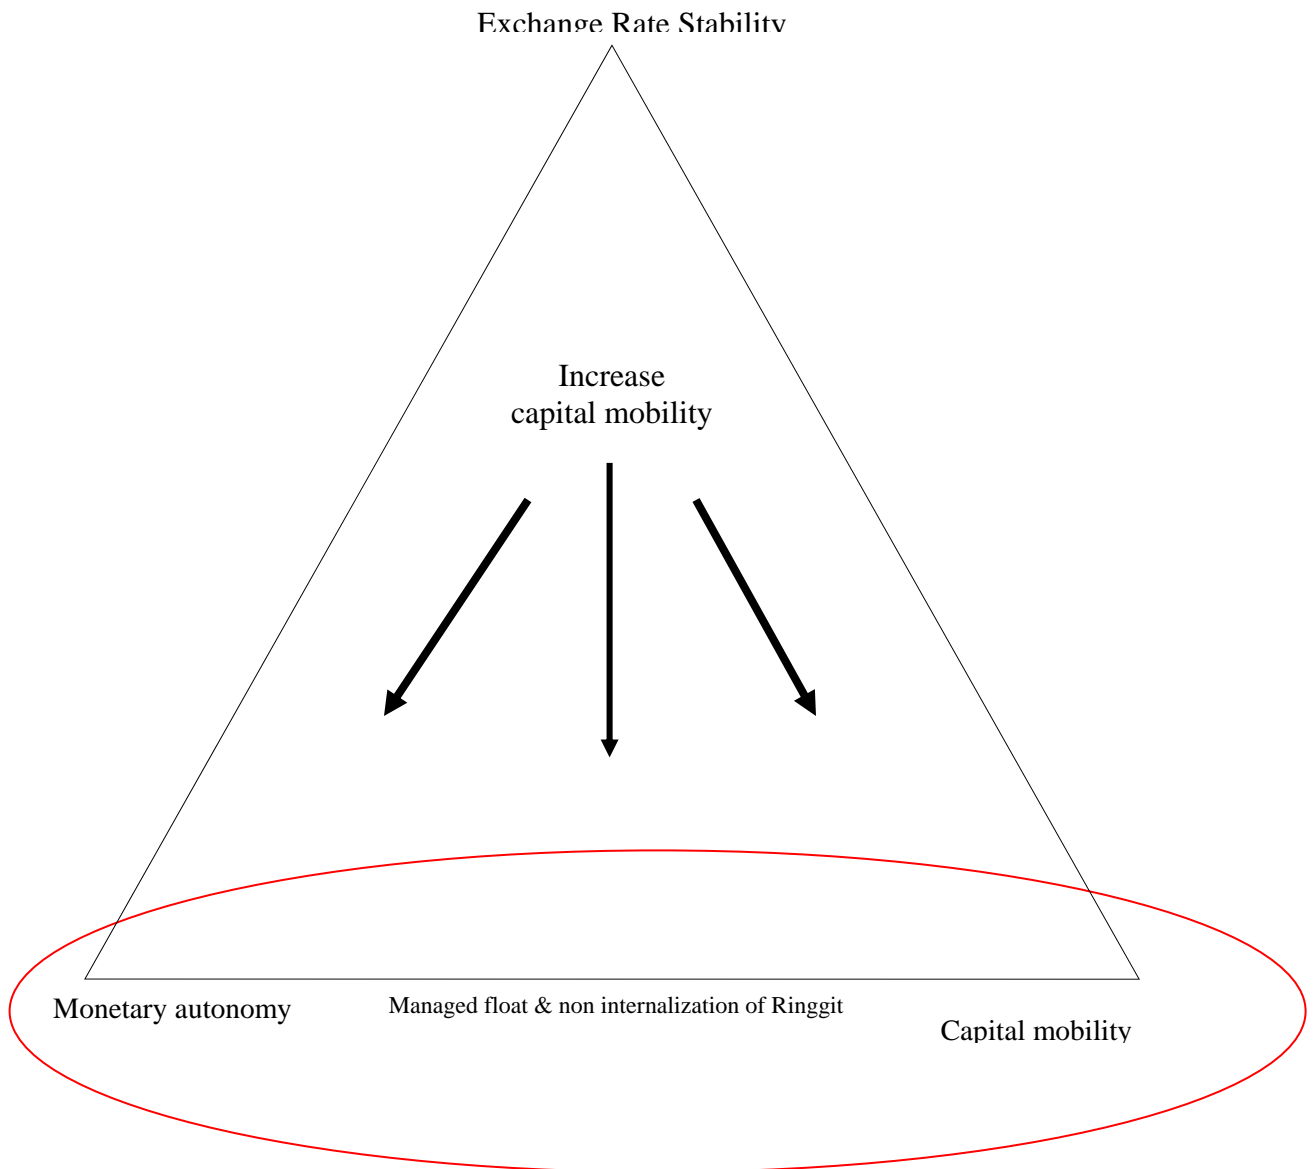 Exchange Rate Stability
Increase
capital mobility
Monetary autonomy
Managed float & non internalization of Ringgit
Capital mobility